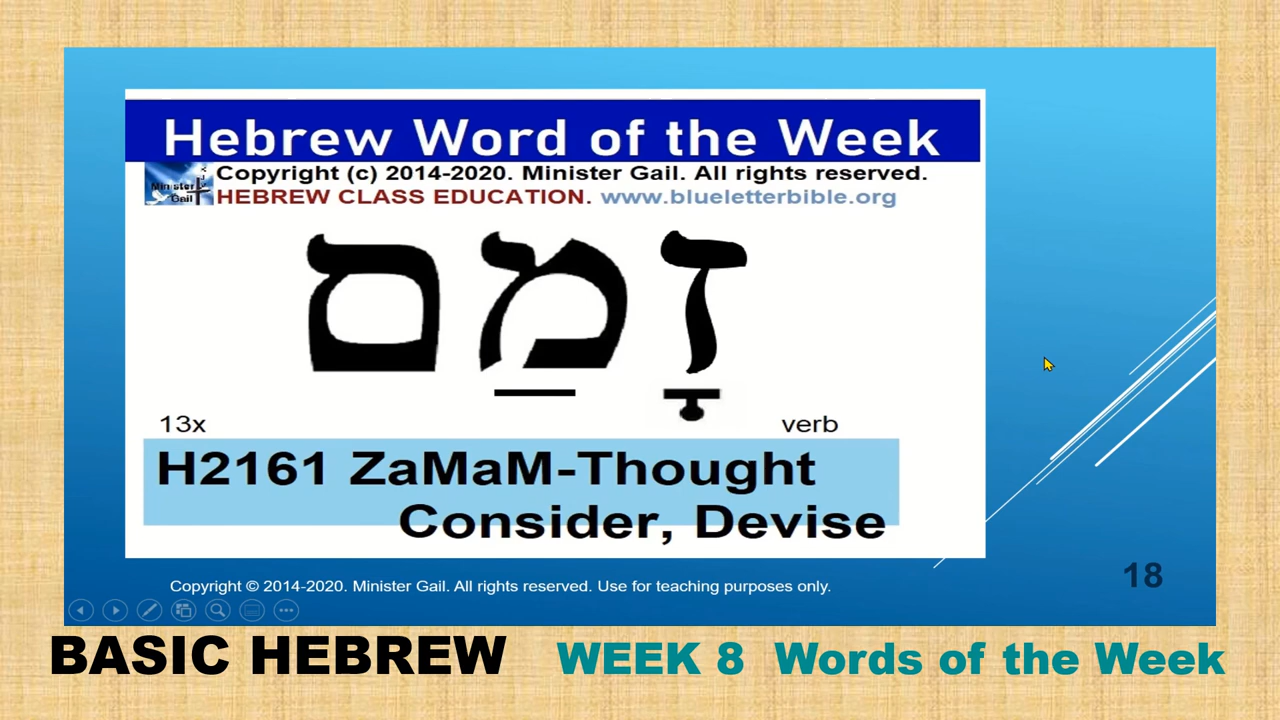 Hebrew Word of the Week
Minister Gail
Copyright (c) 2014-2020. Minister Gail. All rights reserved.
HEBREW CLASS EDUCATION. www.blueletterbible.org
זָמַם
13x verb
H2161 ZaMaM-Thought
Consider, Devise
Copyright © 2014-2020. Minister Gail. All rights reserved. Use for teaching purposes only.
18
BASIC HEBREW WEEK 8 Words of the Week